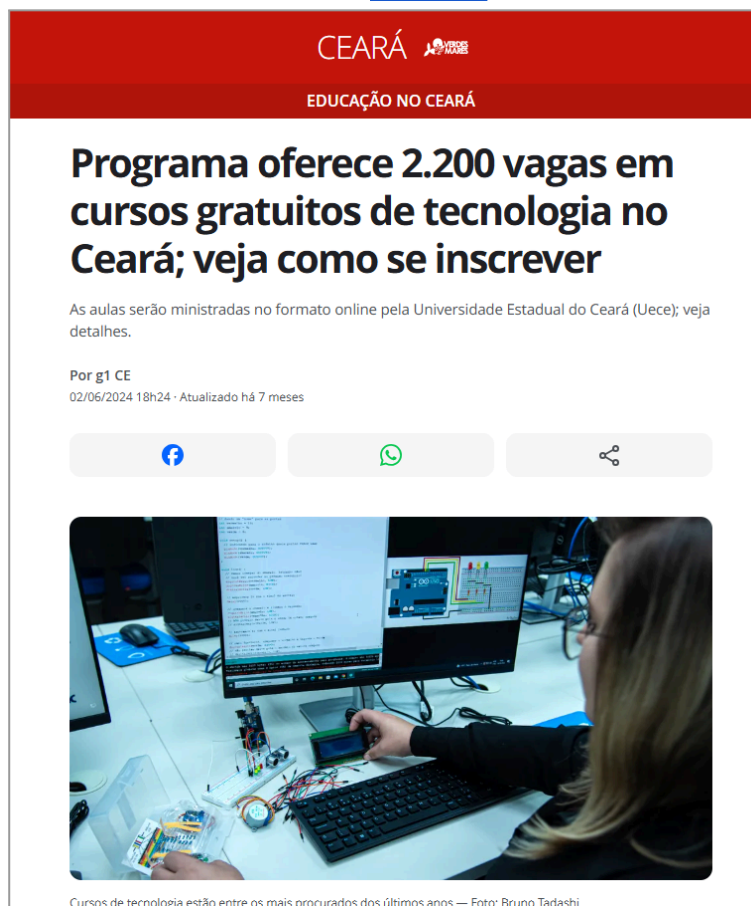 CEARÁ VERDES MARES
EDUCAÇÃO NO CEARÁ
Programa oferece 2.200 vagas em
cursos gratuitos de tecnologia no
Ceará; veja como se inscrever
As aulas serão ministradas no formato online pela Universidade Estadual do Ceará (Uece); veja
detalhes.
Por g1 CE
02/06/2024 18h24 · Atualizado há 7 meses
Cursos de tecnologia estão entre os mais procurados dos últimos anos — Foto: Bruno Tadashi